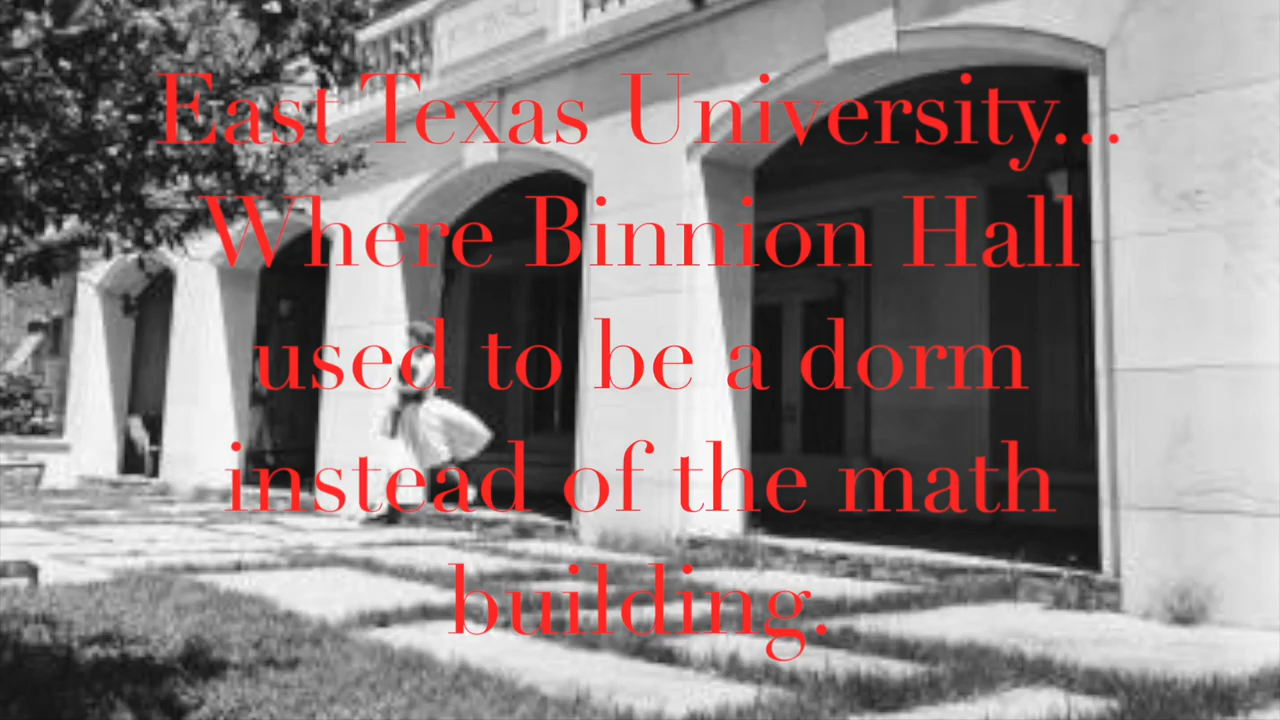 East Texas University...
Where Binnion Hall
used to be a dorm
instead of the math
building.